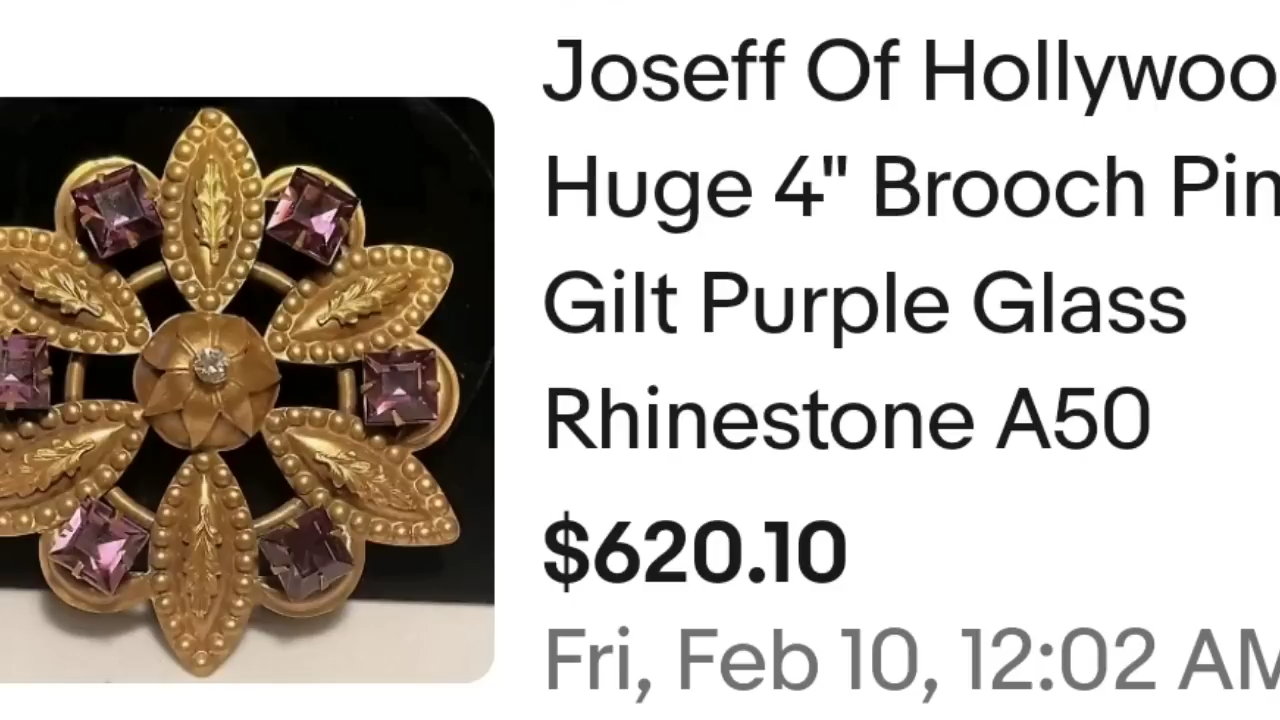 Joseff Of Hollywoo
Huge 4" Brooch Pin
Gilt Purple Glass
Rhinestone A50
$620.10
Fri, Feb 10, 12:02 AM